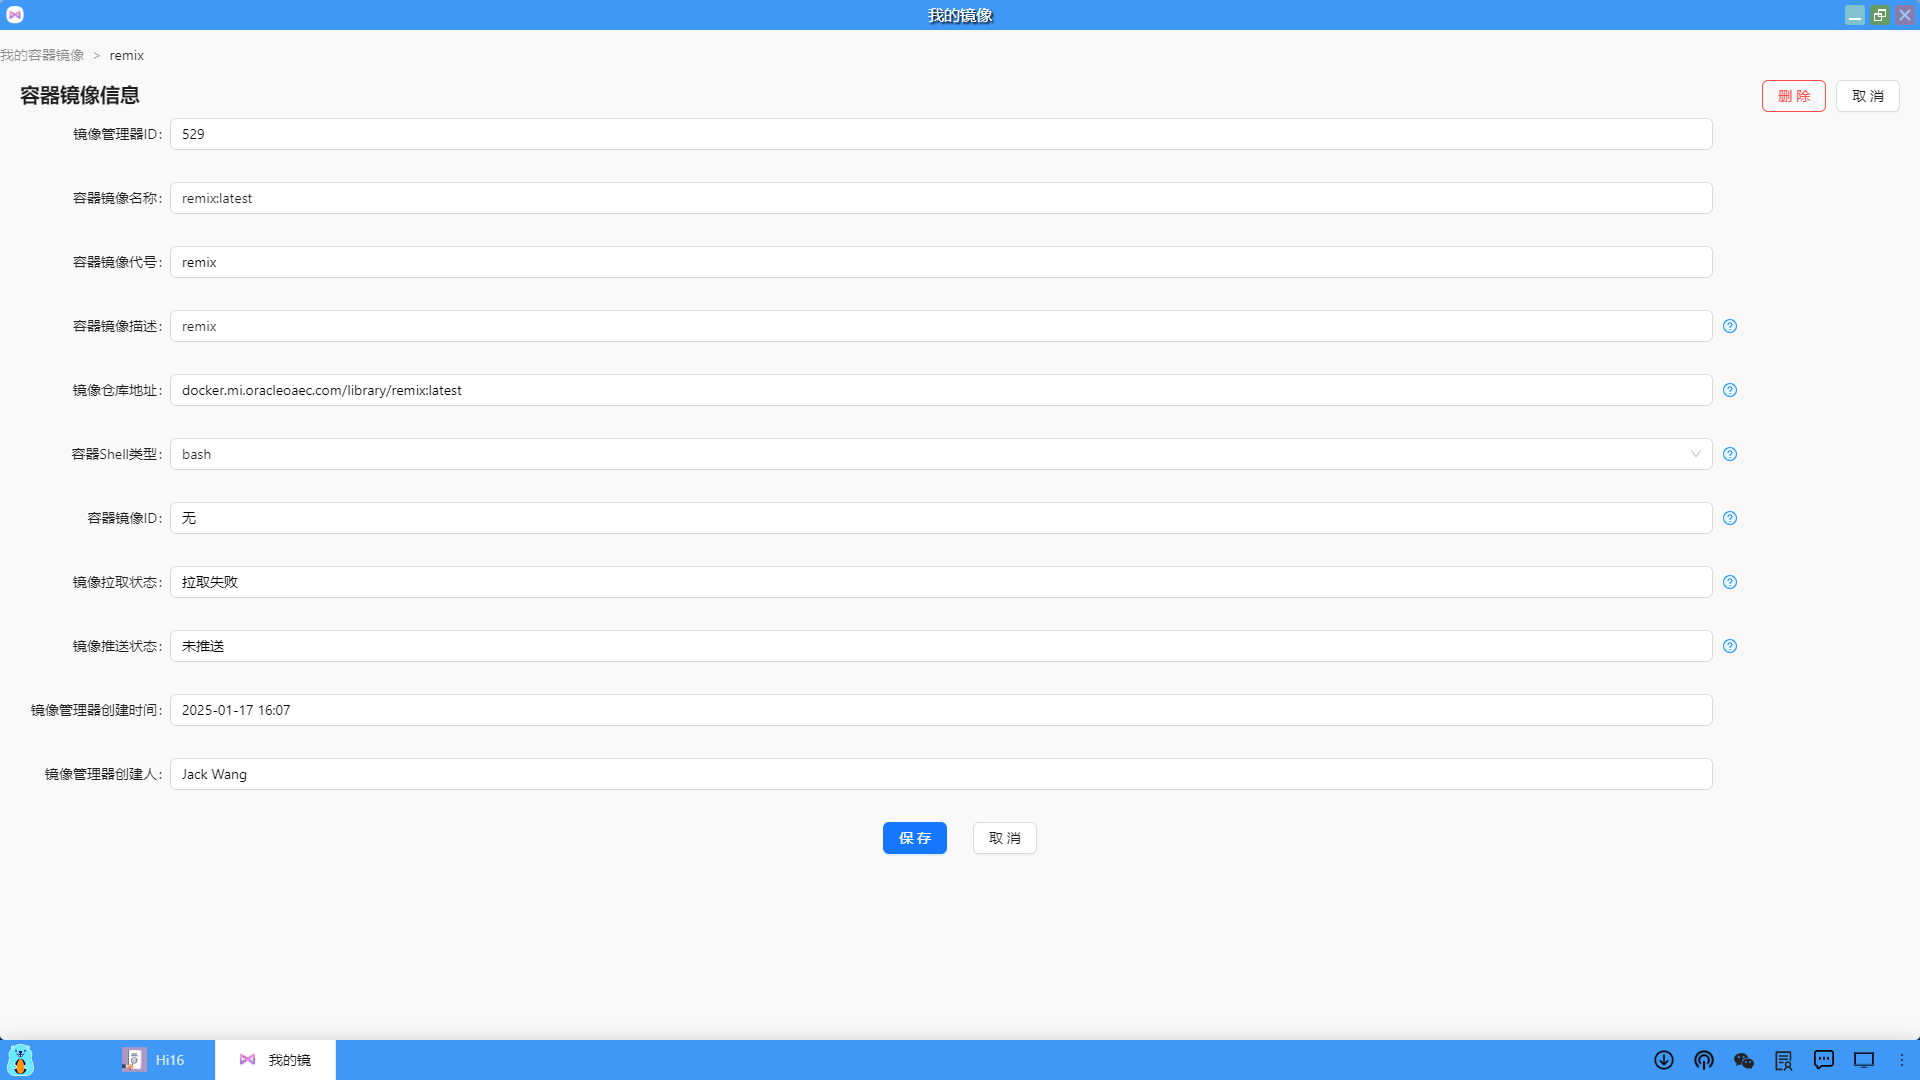 我的镜像
我的容器镜像 > remix
容器镜像信息
删 除
取 消
镜像管理器ID: 529
容器镜像名称: remix:latest
容器镜像代号: remix
容器镜像描述: remix
镜像仓库地址: docker.mi.oracleoaec.com/library/remix:latest
容器Shell类型: bash
容器镜像ID: 无
镜像拉取状态: 拉取失败
镜像推送状态: 未推送
镜像管理器创建时间: 2025-01-17 16:07
镜像管理器创建人: Jack Wang
保 存
取 消
Hi16
我的镜